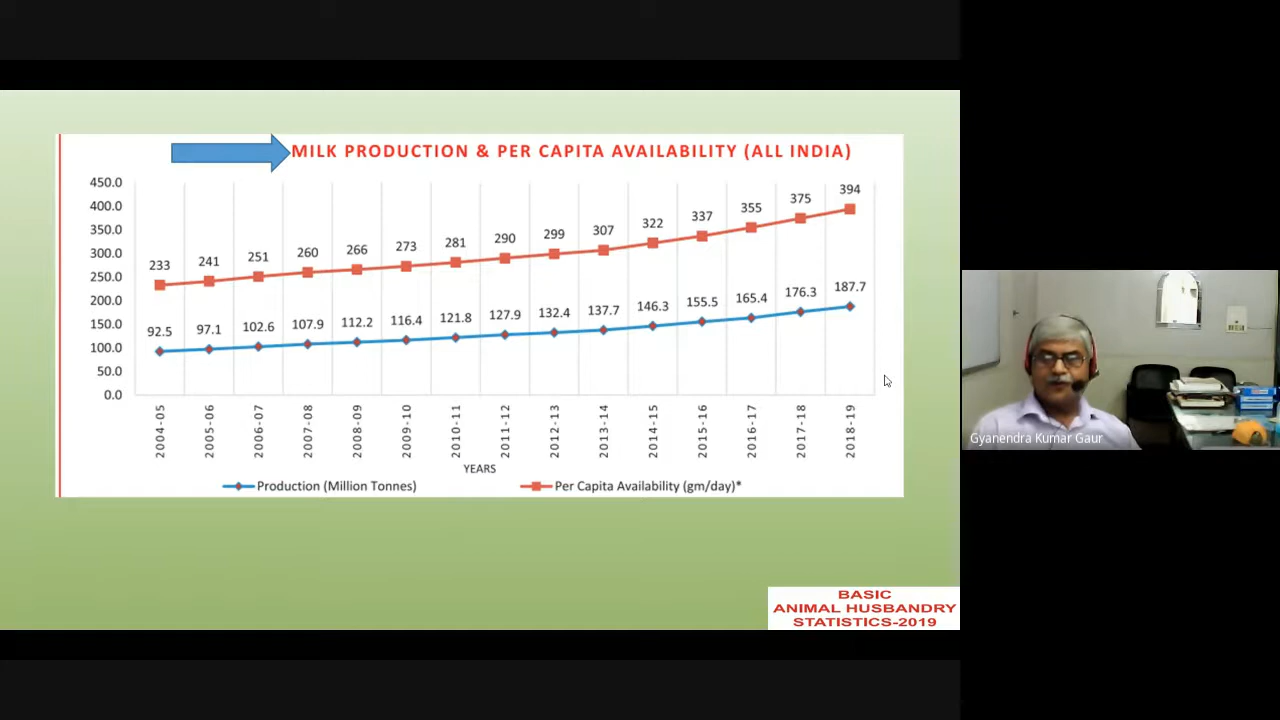 MILK PRODUCTION & PER CAPITA AVAILABILITY (ALL INDIA)
450.0
400.0
350.0
300.0
250.0
200.0
150.0
100.0
50.0
0.0
233 241 251 260 266 273 281 290 299 307 322 337 355 375 394
92.5 97.1 102.6 107.9 112.2 116.4 121.8 127.9 132.4 137.7 146.3 155.5 165.4 176.3 187.7
2004-05 2005-06 2006-07 2007-08 2008-09 2009-10 2010-11 2011-12 2012-13 2013-14 2014-15 2015-16 2016-17 2017-18 2018-19
YEARS
Production (Million Tonnes) Per Capita Availability (gm/day)*
BASIC
ANIMAL HUSBANDRY
STATISTICS-2019
Gyanendra Kumar Gaur